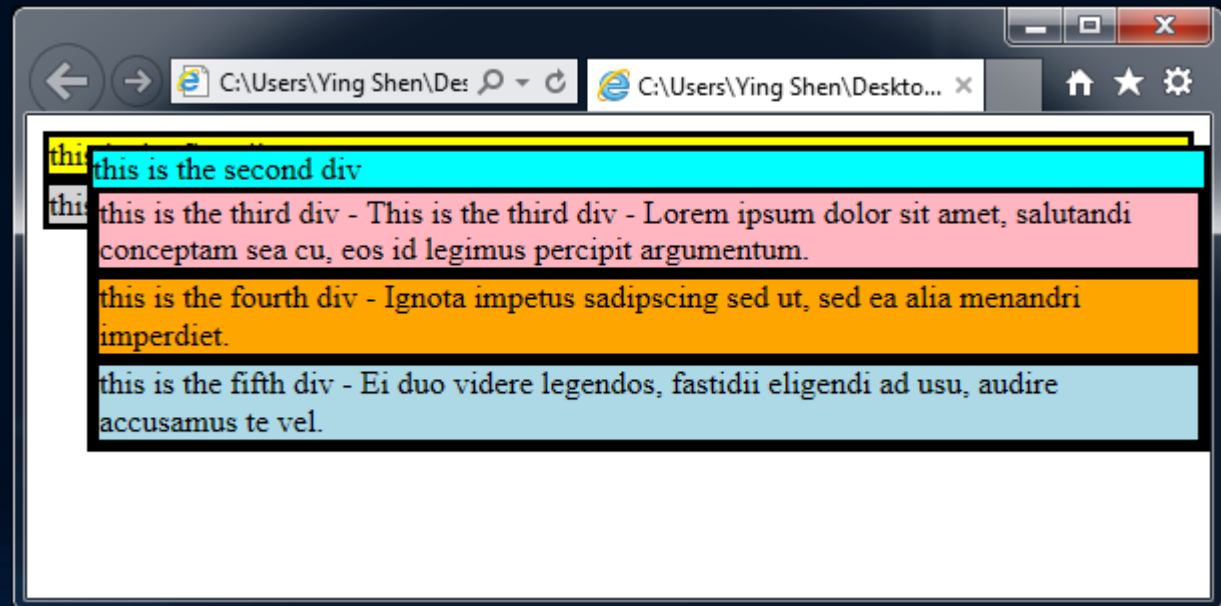 C:\Users\Ying Shen\Des
C:\Users\Ying Shen\Deskto...
this
this is the second div
this
this is the third div - This is the third div - Lorem ipsum dolor sit amet, salutandi
conceptam sea cu, eos id legimus percipit argumentum.
this is the fourth div - Ignota impetus sadipscing sed ut, sed ea alia menandri
imperdiet.
this is the fifth div - Ei duo videre legendos, fastidii eligendi ad usu, audire
accusamus te vel.